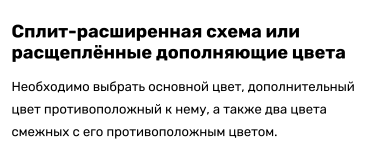 Сплит-расширенная схема или
расщеплённые дополняющие цвета
Необходимо выбрать основной цвет, дополнительный
цвет противоположный к нему, а также два цвета
смежных с его противоположным цветом.